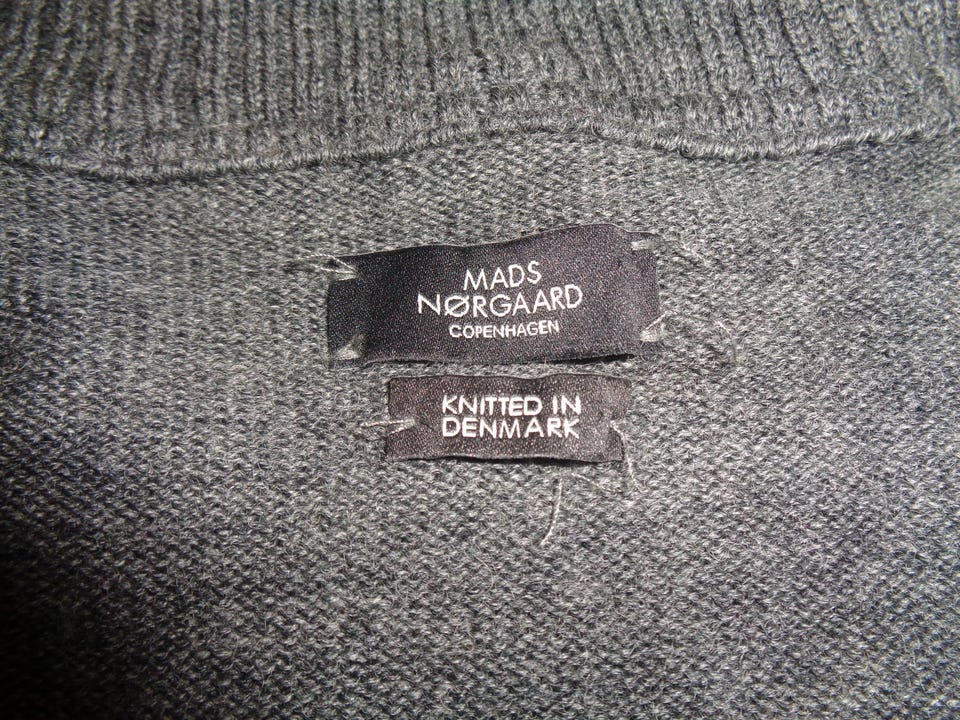 MADS
NØRGAARD
COPENHAGEN
KNITTED IN
DENMARK